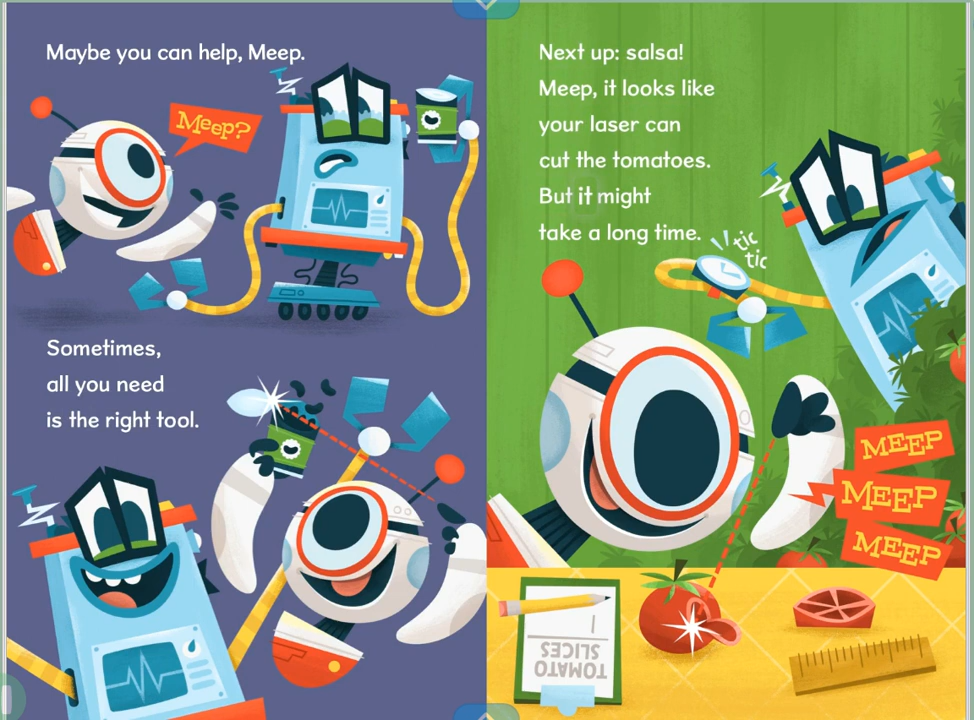 Maybe you can help, Meep.
Meep?
Sometimes,
all you need
is the right tool.
Next up: salsa!
Meep, it looks like
your laser can
cut the tomatoes.
But it might
take a long time.
tic
tic
MEEP
MEEP
MEEP
TOMATO
SLICES